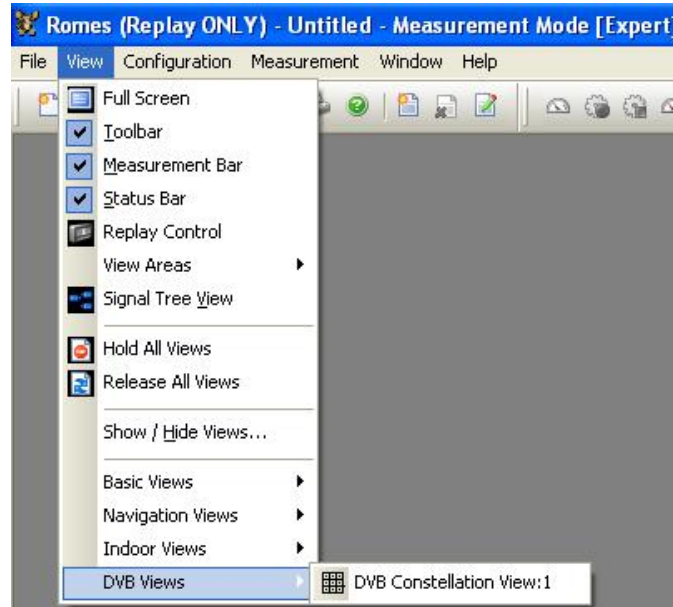 Romes (Replay ONLY) - Untitled - Measurement Mode [Expert]
File View Configuration Measurement Window Help
Full Screen
Toolbar
Measurement Bar
Status Bar
Replay Control
View Areas
Signal Tree View
Hold All Views
Release All Views
Show / Hide Views...
Basic Views
Navigation Views
Indoor Views
DVB Views
DVB Constellation View:1